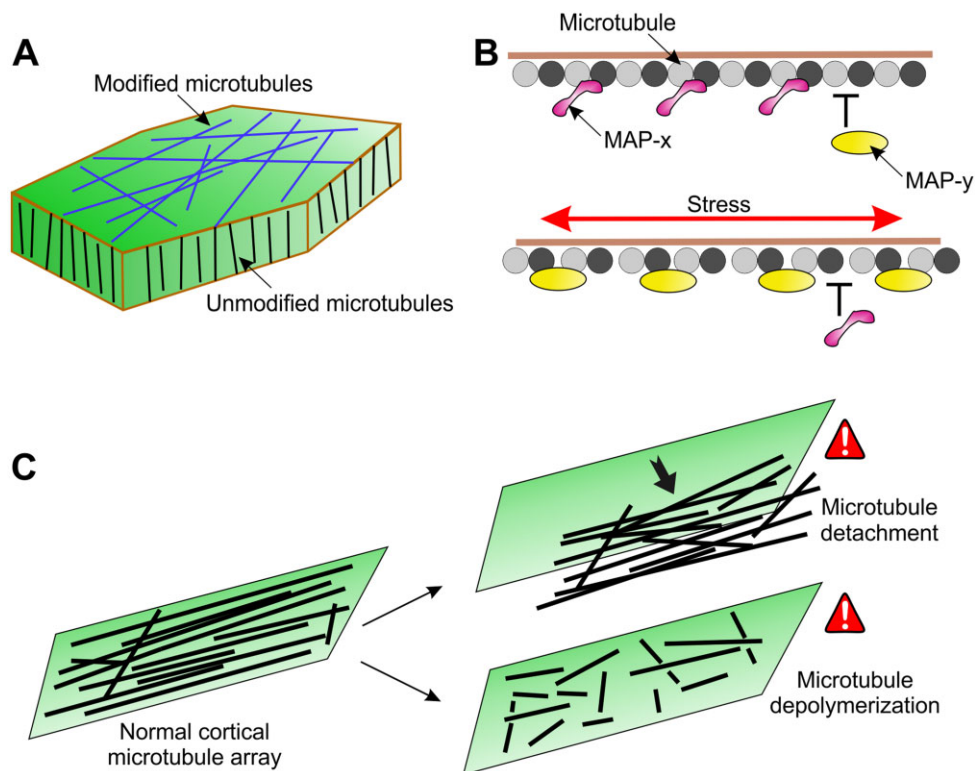 A
Modified microtubules
Unmodified microtubules
B
Microtubule
MAP-x
MAP-y
Stress
C
Normal cortical
microtubule array
!
Microtubule
detachment
!
Microtubule
depolymerization